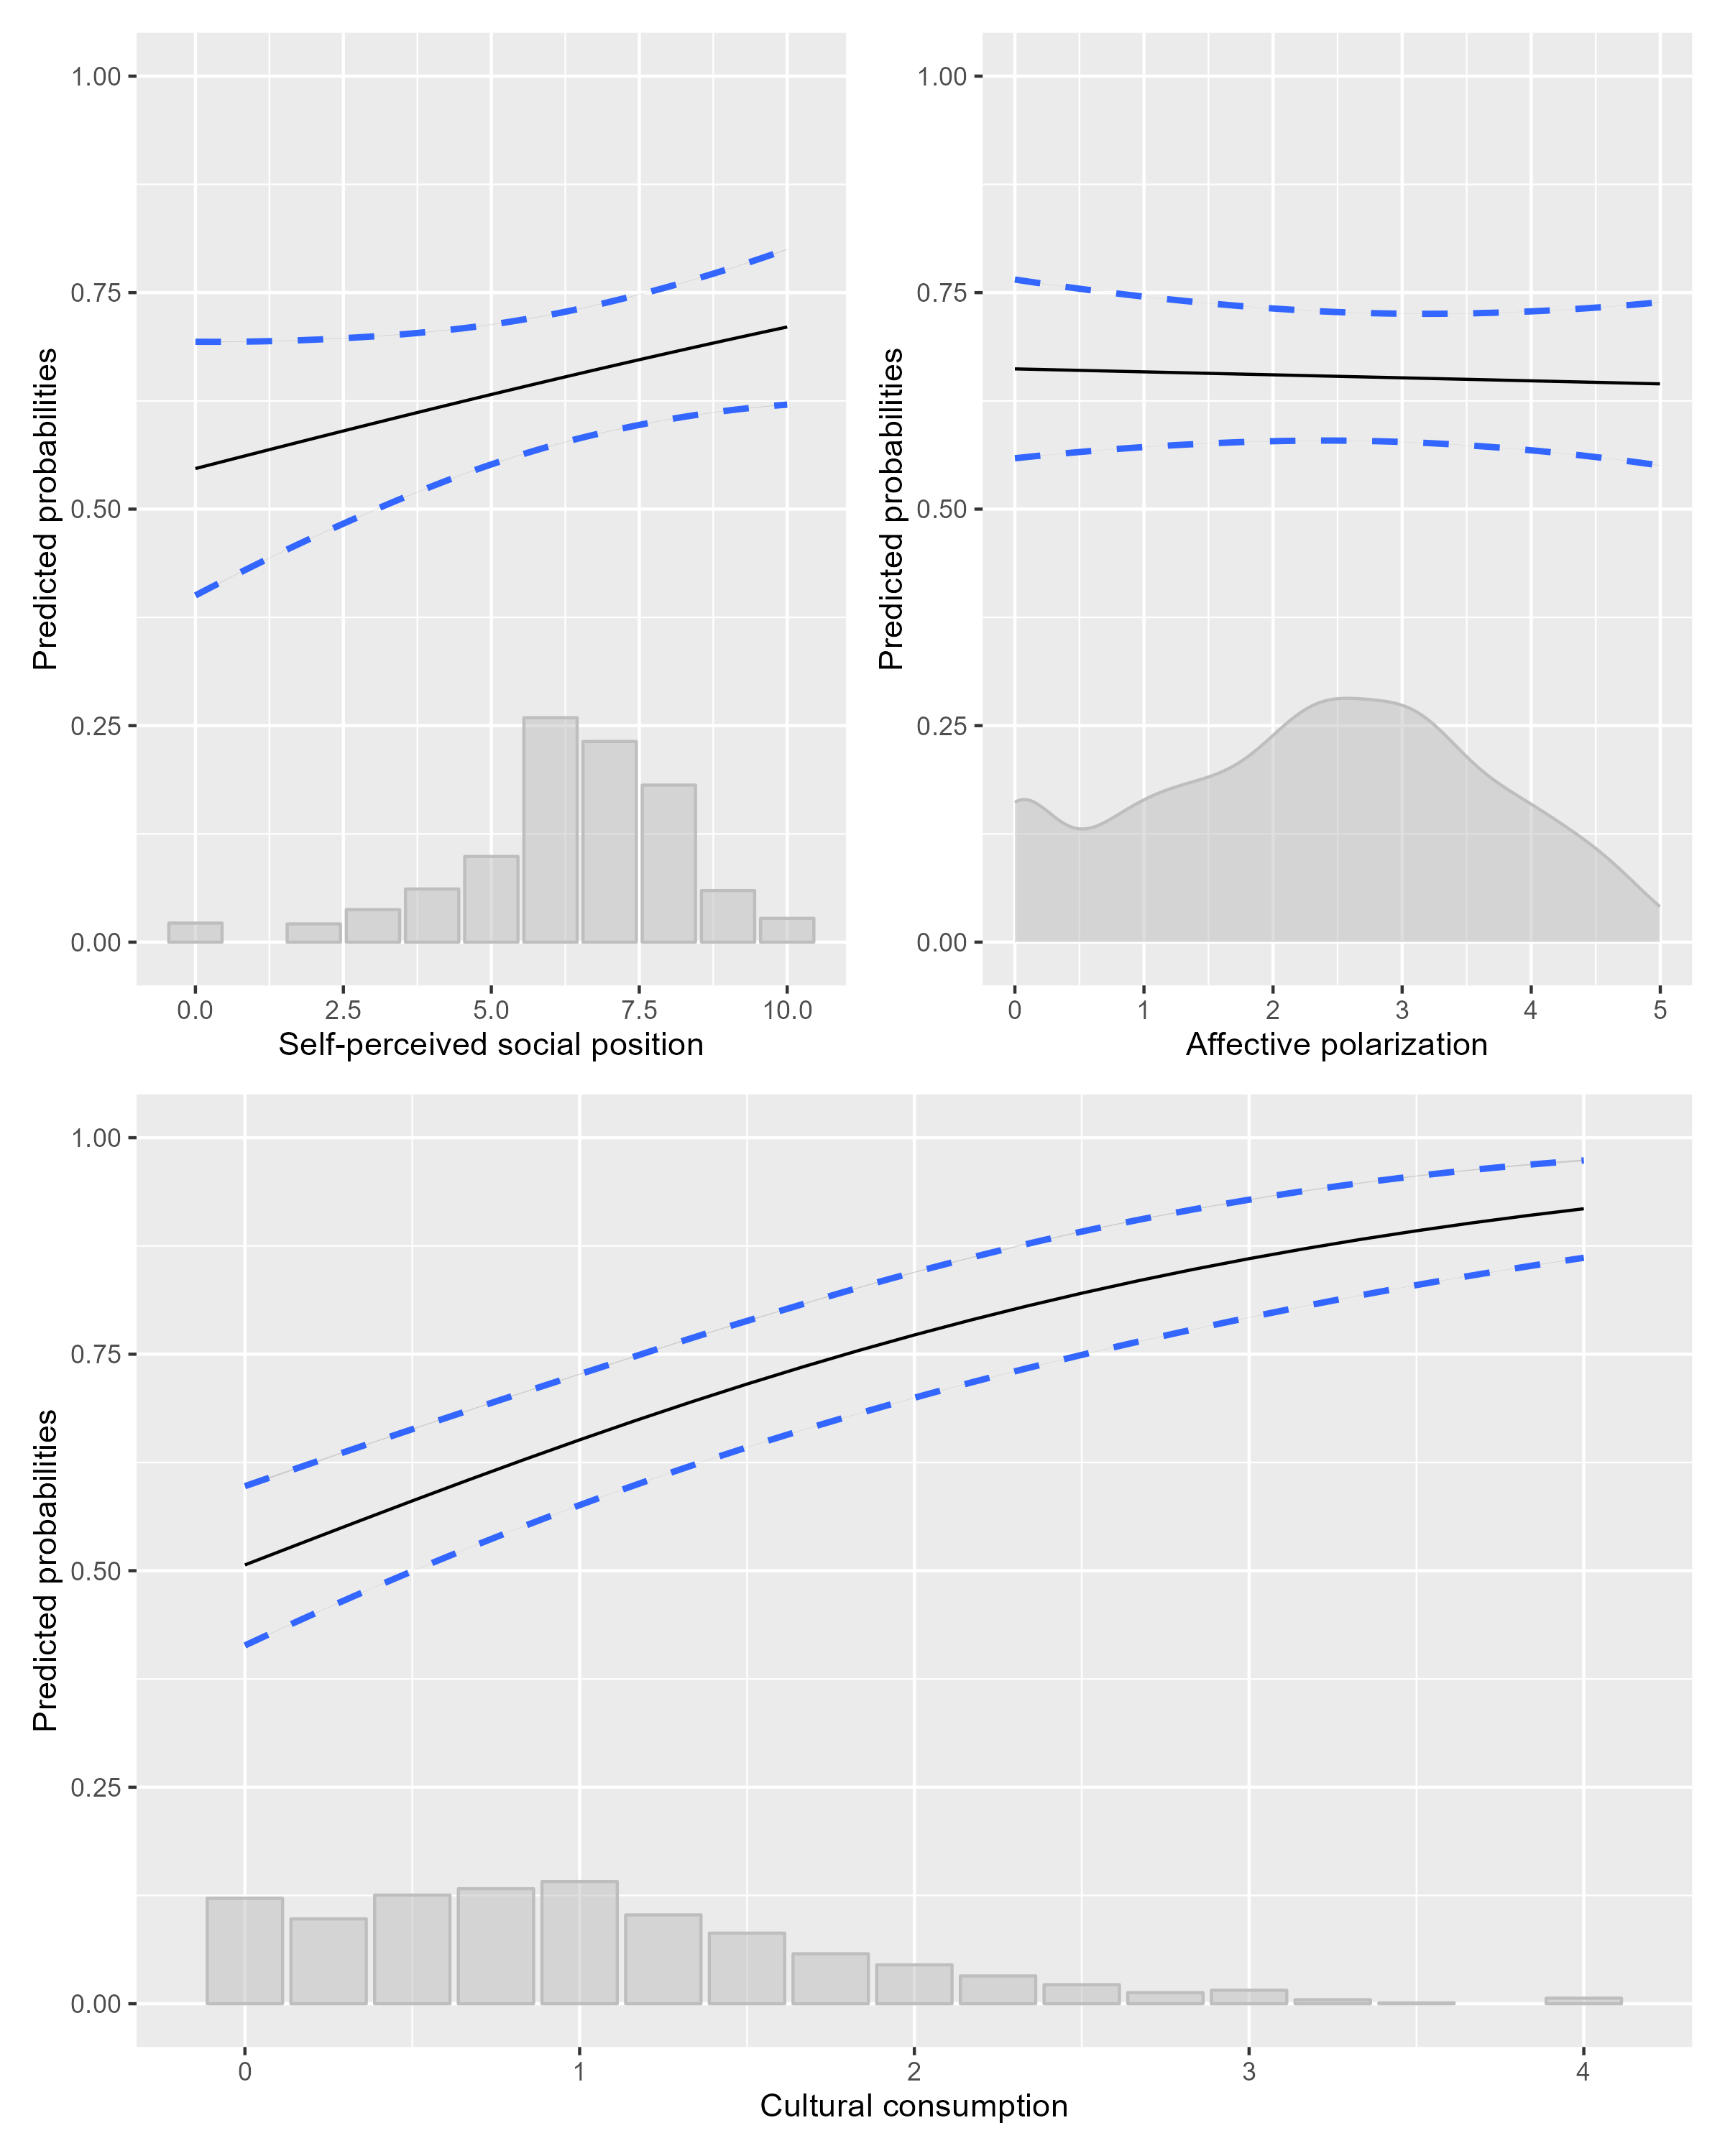 1.00
0.75
0.50
0.25
0.00
Predicted probabilities
0.0 2.5 5.0 7.5 10.0
Self-perceived social position
1.00
0.75
0.50
0.25
0.00
Predicted probabilities
0 1 2 3 4 5
Affective polarization
1.00
0.75
0.50
0.25
0.00
Predicted probabilities
0 1 2 3 4
Cultural consumption